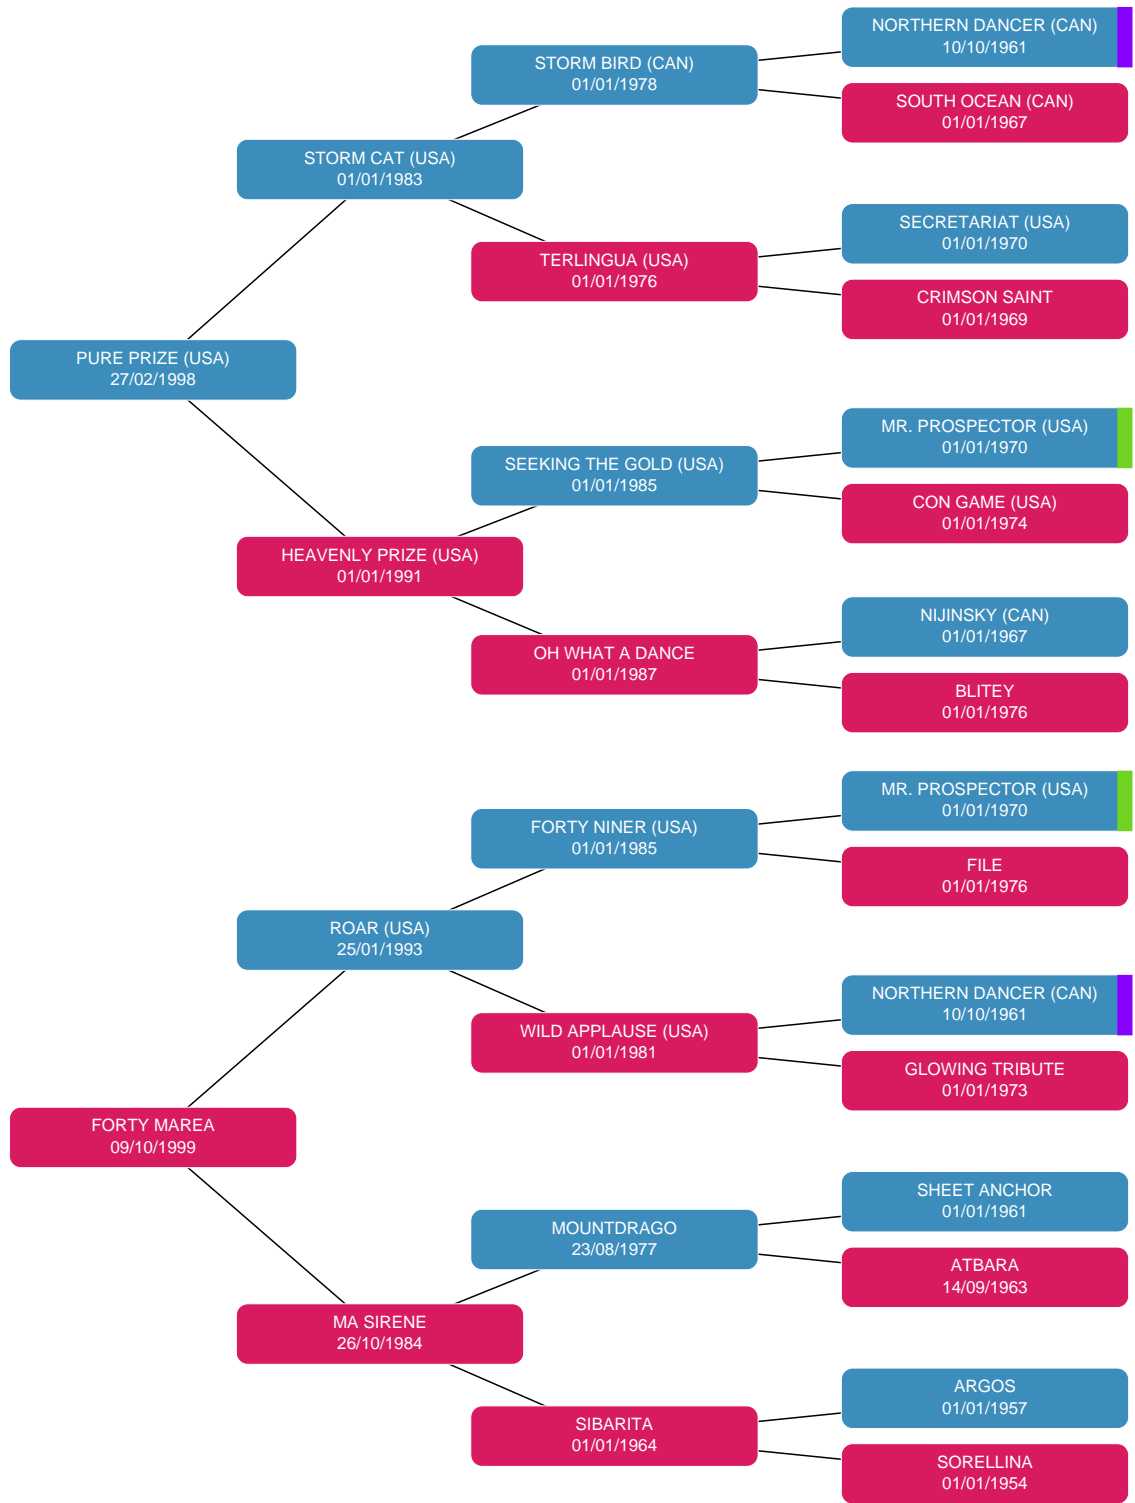 NORTHERN DANCER (CAN)
10/10/1961
STORM BIRD (CAN)
01/01/1978
SOUTH OCEAN (CAN)
01/01/1967
STORM CAT (USA)
01/01/1983
SECRETARIAT (USA)
01/01/1970
TERLINGUA (USA)
01/01/1976
CRIMSON SAINT
01/01/1969
PURE PRIZE (USA)
27/02/1998
MR. PROSPECTOR (USA)
01/01/1970
SEEKING THE GOLD (USA)
01/01/1985
CON GAME (USA)
01/01/1974
HEAVENLY PRIZE (USA)
01/01/1991
NIJINSKY (CAN)
01/01/1967
OH WHAT A DANCE
01/01/1987
BLITEY
01/01/1976
MR. PROSPECTOR (USA)
01/01/1970
FORTY NINER (USA)
01/01/1985
FILE
01/01/1976
ROAR (USA)
25/01/1993
NORTHERN DANCER (CAN)
10/10/1961
WILD APPLAUSE (USA)
01/01/1981
GLOWING TRIBUTE
01/01/1973
FORTY MAREA
09/10/1999
SHEET ANCHOR
01/01/1961
MOUNTDRAGO
23/08/1977
ATBARA
14/09/1963
MA SIRENE
26/10/1984
ARGOS
01/01/1957
SIBARITA
01/01/1964
SORELLINA
01/01/1954